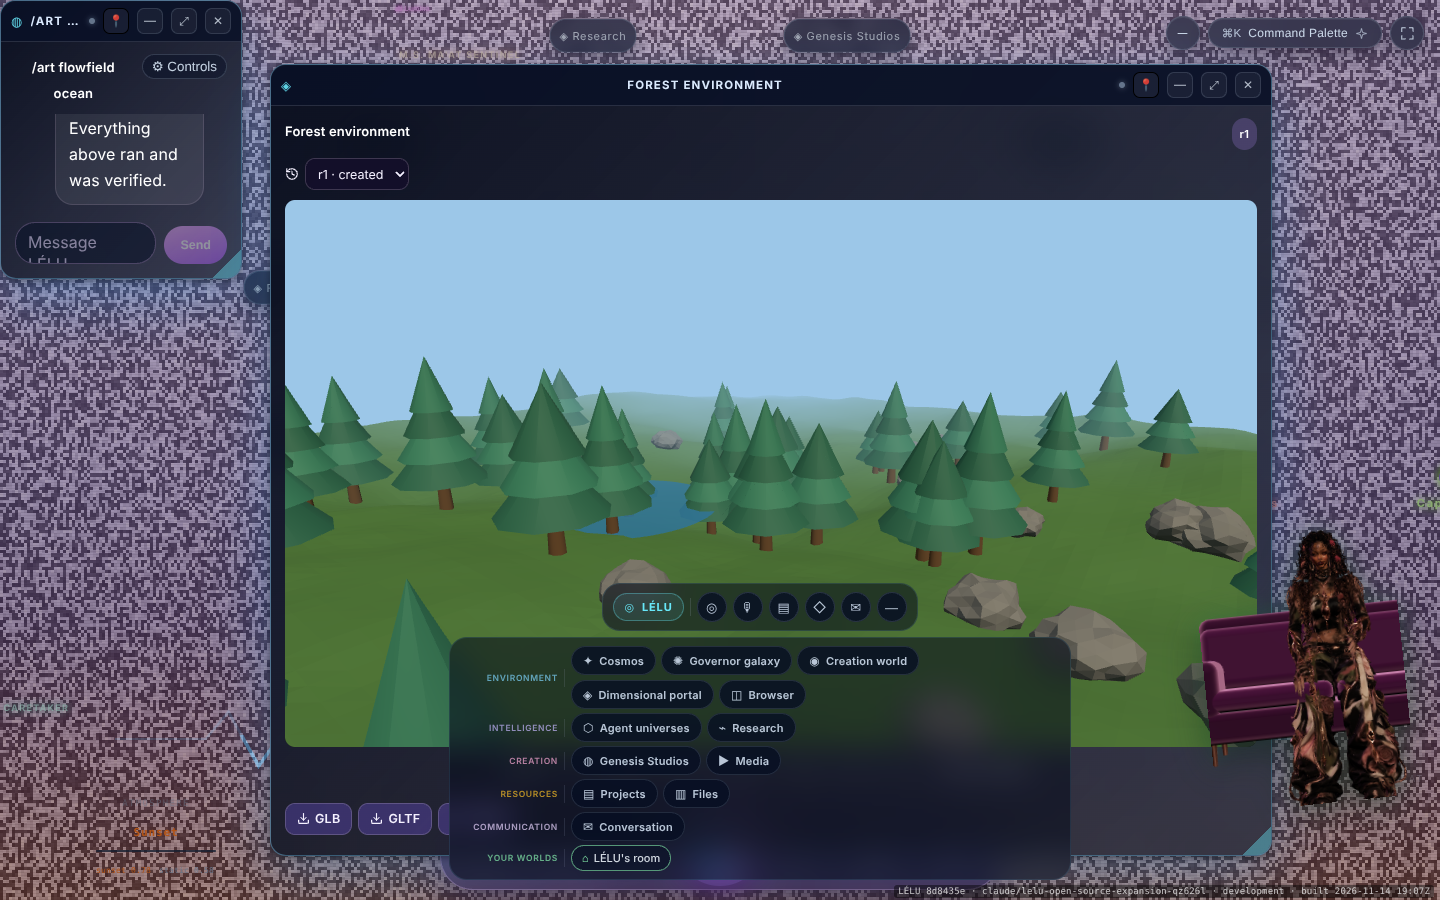 /ART ...
Research
Genesis Studios
⌘K Command Palette
/art flowfield
ocean
Controls
Everything
above ran and
was verified.
Message
LÉLU
Send
FOREST ENVIRONMENT
Forest environment
r1
r1 · created
LÉLU
ENVIRONMENT
Cosmos
Governor galaxy
Creation world
Dimensional portal
Browser
INTELLIGENCE
Agent universes
Research
CREATION
Genesis Studios
Media
RESOURCES
Projects
Files
COMMUNICATION
Conversation
YOUR WORLDS
LÉLU's room
GLB
GLTF
CARETAKER
LÉLU 8d8435e · claude/lelu-open-source-expansion-qz626l · development · built 2026-11-14 19:07Z